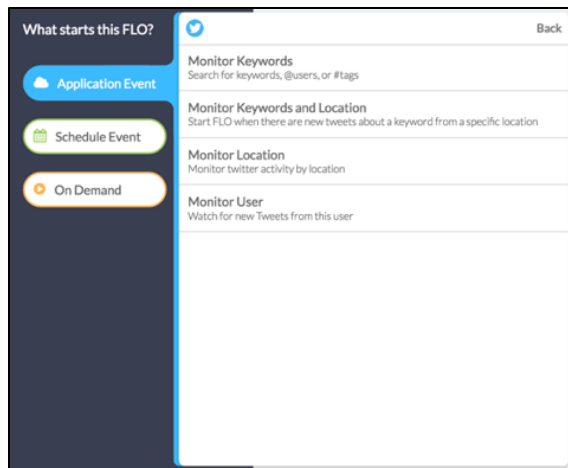 What starts this FLO?
Back
Application Event
Schedule Event
On Demand
Monitor Keywords
Search for keywords, @users, or #tags
Monitor Keywords and Location
Start FLO when there are new tweets about a keyword from a specific location
Monitor Location
Monitor twitter activity by location
Monitor User
Watch for new Tweets from this user